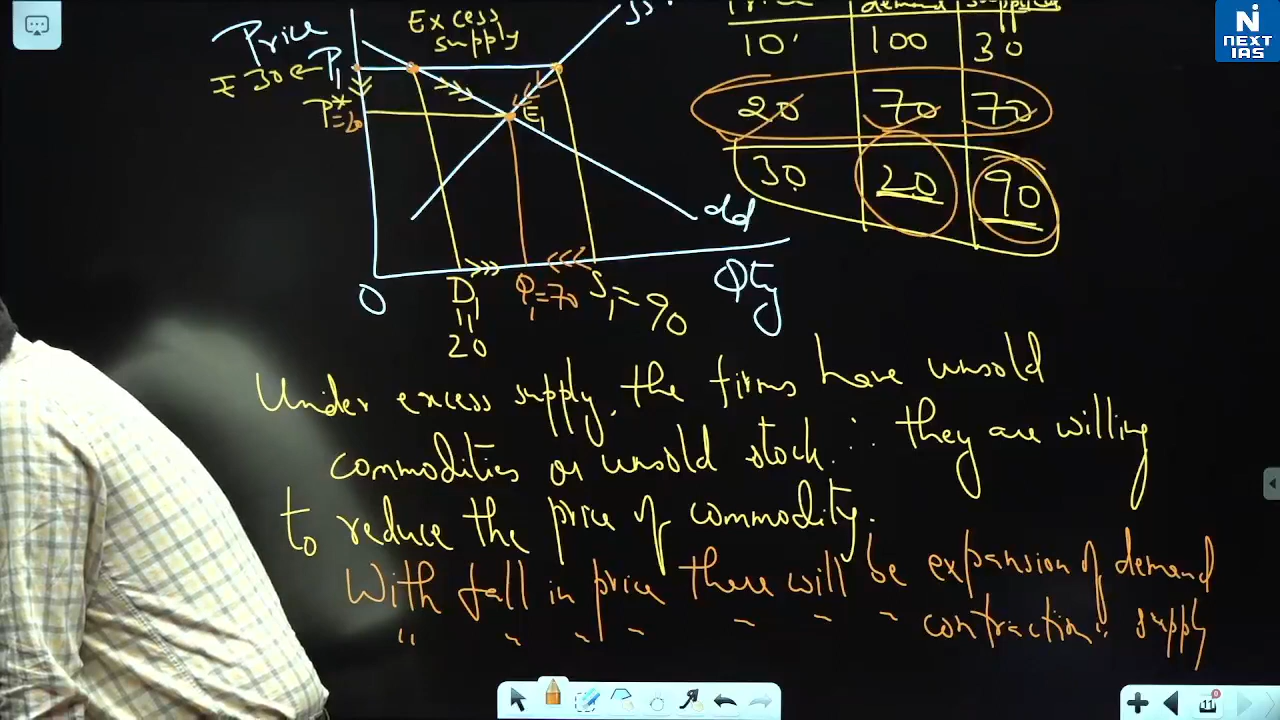 Price
Excess
supply
ss
P₁
₹ 30 ←
P*
=20
E₁
dd
O
D₁
||
20
Q₁=70
S₁=90
Qty
demand
10
100
30
20
70
70
30
20
90
NEXT
IAS
Under excess supply, the firms have unsold
commodities or unsold stock. ∴ they are willing
to reduce the price of commodity.
With fall in price there will be expansion of demand
" " " " " " " contraction " supply
11